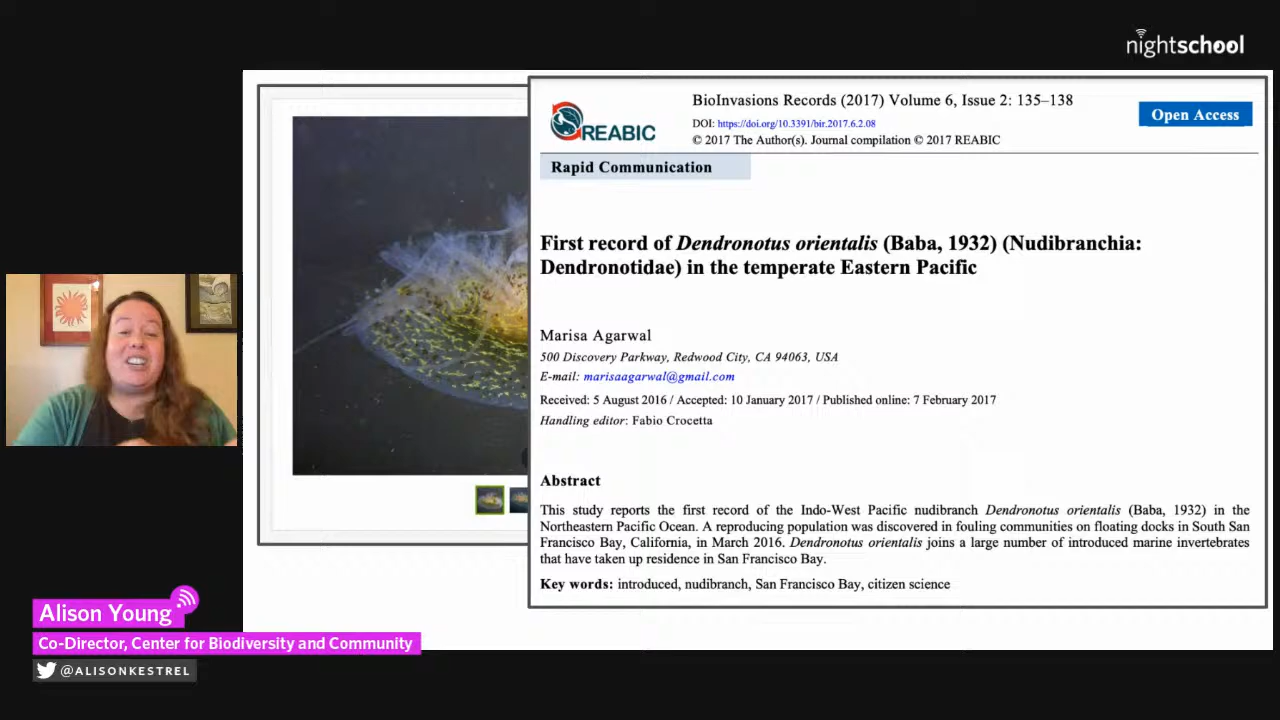 nightschool
REABIC
BioInvasions Records (2017) Volume 6, Issue 2: 135–138
DOI: https://doi.org/10.3391/bir.2017.6.2.08
© 2017 The Author(s). Journal compilation © 2017 REABIC
Open Access
Rapid Communication
First record of Dendronotus orientalis (Baba, 1932) (Nudibranchia:
Dendronotidae) in the temperate Eastern Pacific
Marisa Agarwal
500 Discovery Parkway, Redwood City, CA 94063, USA
E-mail: marisaagarwal@gmail.com
Received: 5 August 2016 / Accepted: 10 January 2017 / Published online: 7 February 2017
Handling editor: Fabio Crocetta
Abstract
This study reports the first record of the Indo-West Pacific nudibranch Dendronotus orientalis (Baba, 1932) in the
Northeastern Pacific Ocean. A reproducing population was discovered in fouling communities on floating docks in South San
Francisco Bay, California, in March 2016. Dendronotus orientalis joins a large number of introduced marine invertebrates
that have taken up residence in San Francisco Bay.
Key words: introduced, nudibranch, San Francisco Bay, citizen science
Alison Young
Co-Director, Center for Biodiversity and Community
@ALISONKESTREL